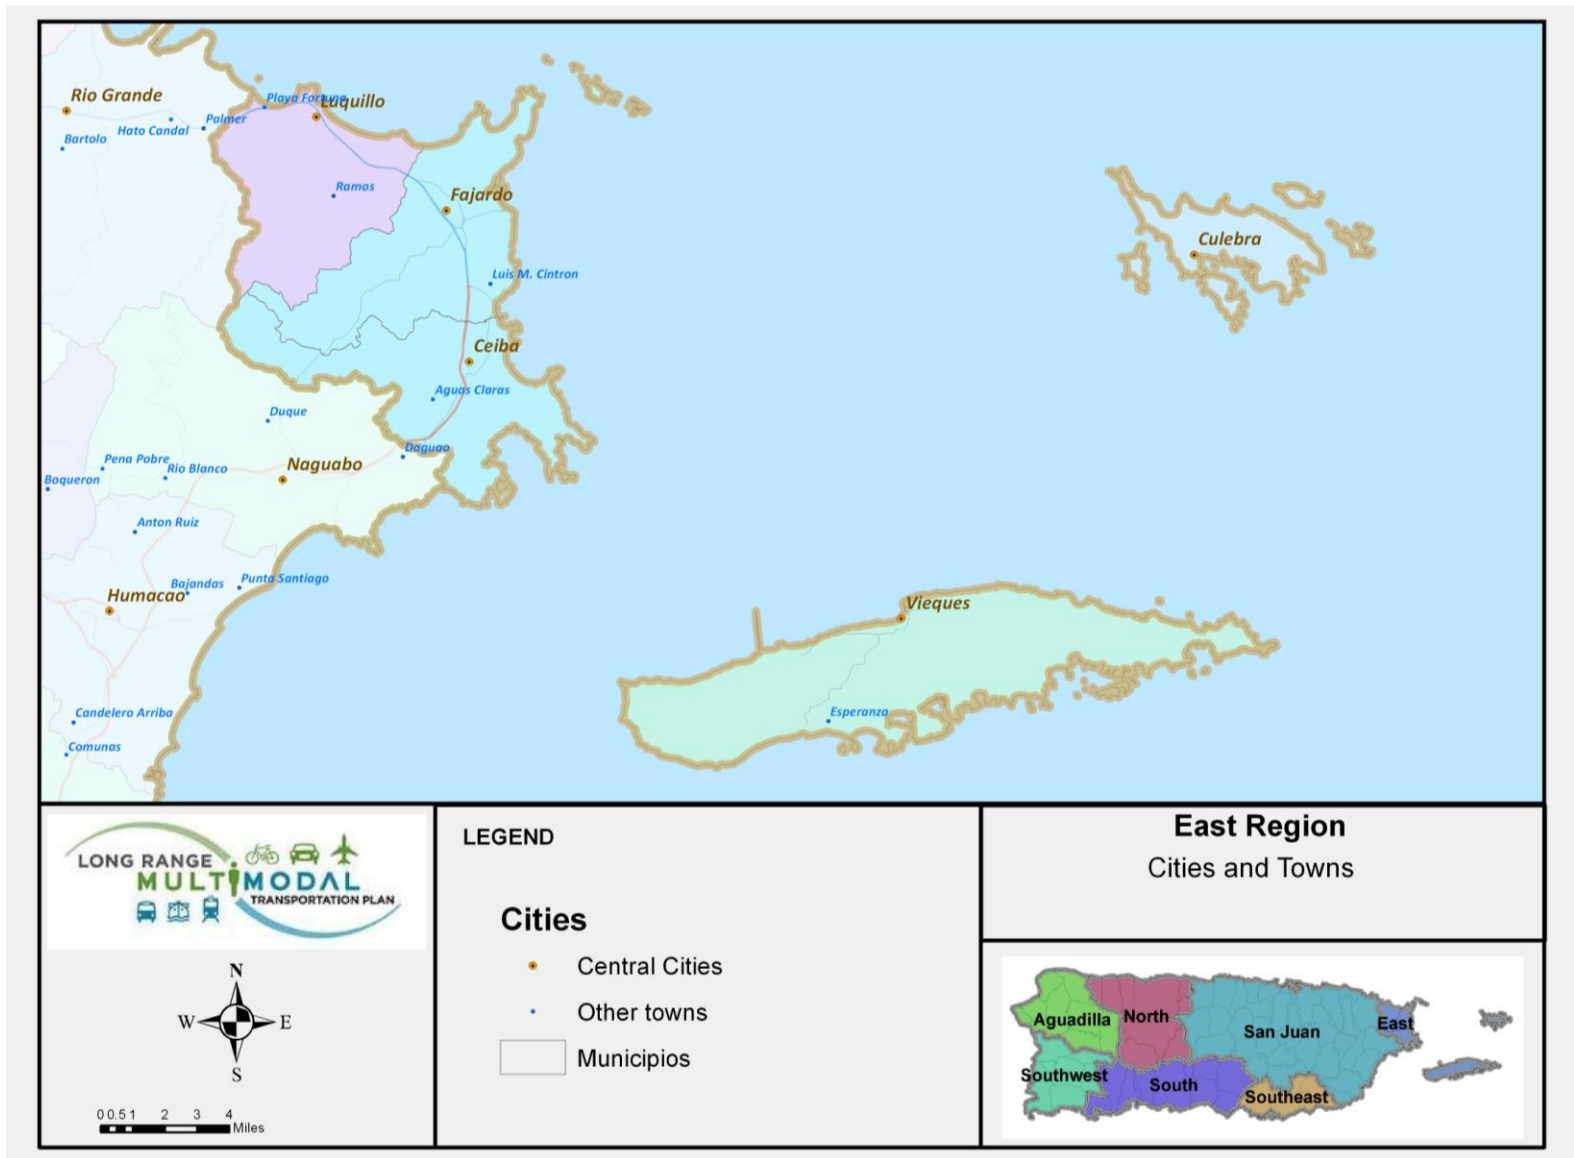 Rio Grande
Playa Fortuna
Luquillo
Hato Candal
Palmer
Bartolo
Ramos
Fajardo
Culebra
Luis M. Cintron
Ceiba
Aguas Claras
Duque
Daguao
Naguabo
Pena Pobre
Rio Blanco
Boqueron
Anton Ruiz
Bajandas
Punta Santiago
Humacao
Vieques
Candelero Arriba
Esperanza
Comunas
LONG RANGE
MULTIMODAL
TRANSPORTATION PLAN
N
W
E
S
0 0.5 1 2 3 4
Miles
LEGEND
Cities
Central Cities
Other towns
Municipios
East Region
Cities and Towns
Aguadilla
North
San Juan
East
Southwest
South
Southeast